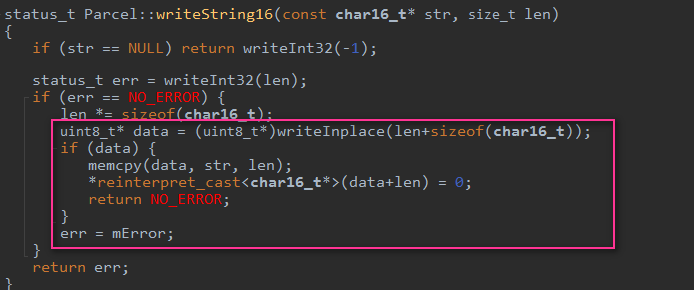 status_t Parcel::writeString16(const char16_t* str, size_t len)
{
    if (str == NULL) return writeInt32(-1);
    status_t err = writeInt32(len);
    if (err == NO_ERROR) {
        len *= sizeof(char16_t);
        uint8_t* data = (uint8_t*)writeInplace(len+sizeof(char16_t));
        if (data) {
            memcpy(data, str, len);
            *reinterpret_cast<char16_t*>(data+len) = 0;
            return NO_ERROR;
        }
        err = mError;
    }
    return err;
}